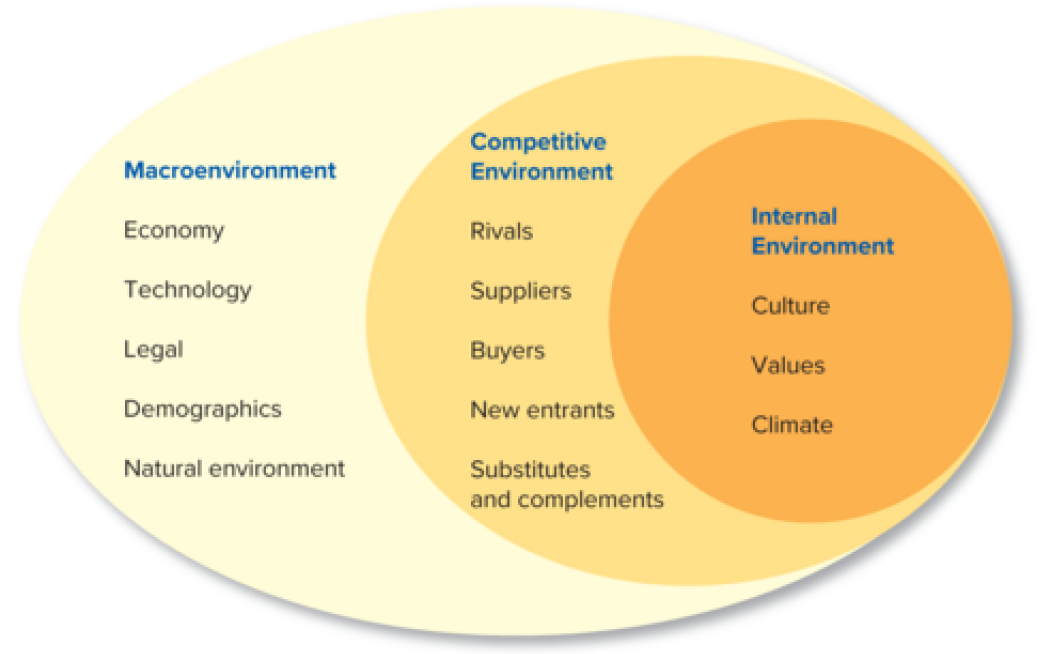 Macroenvironment
Economy
Technology
Legal
Demographics
Natural environment
Competitive
Environment
Rivals
Suppliers
Buyers
New entrants
Substitutes
and complements
Internal
Environment
Culture
Values
Climate